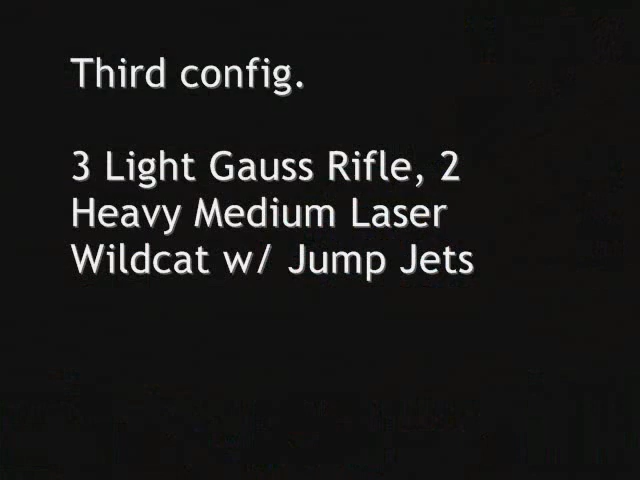 Third config.
3 Light Gauss Rifle, 2
Heavy Medium Laser
Wildcat w/ Jump Jets